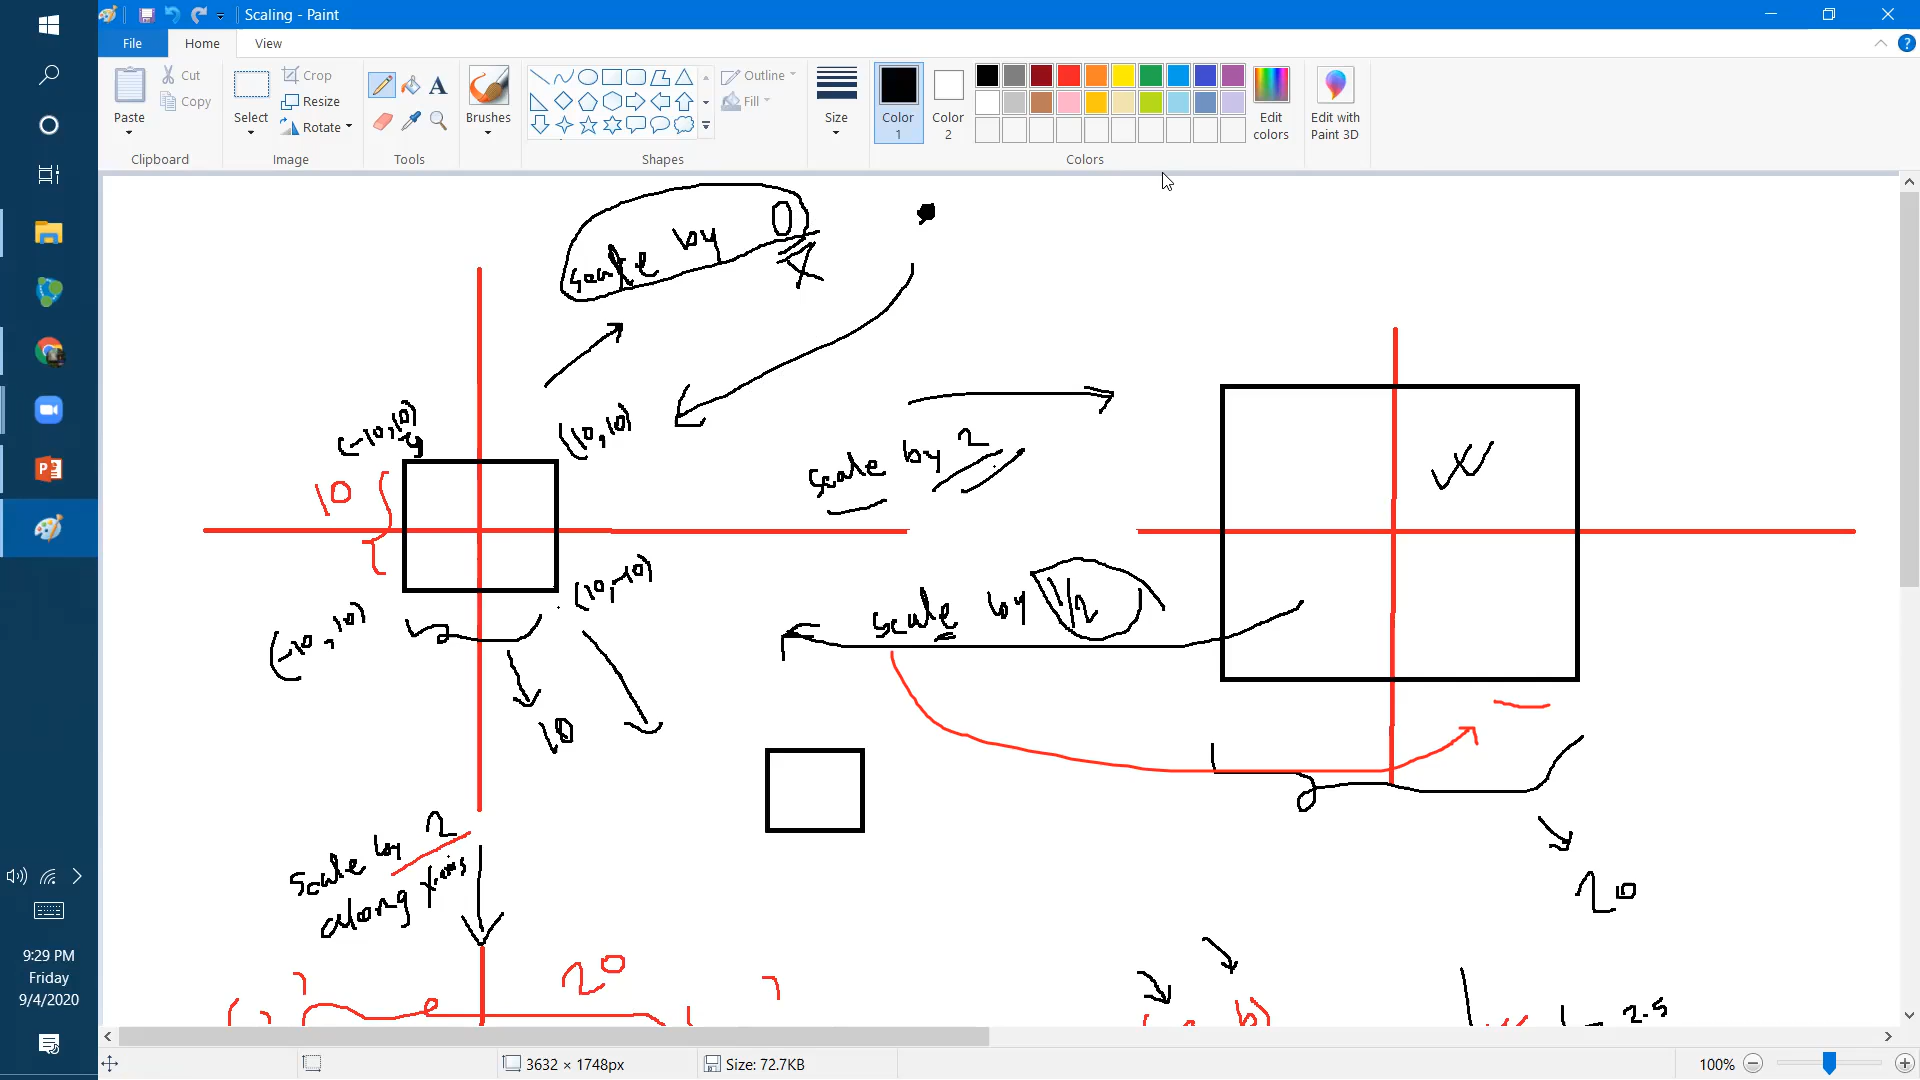 Scaling - Paint
File
Home
View
Paste
Cut
Copy
Clipboard
Select
Crop
Resize
Rotate
Image
Tools
Brushes
Shapes
Outline
Fill
Size
Color 1
Color 2
Colors
Edit colors
Edit with Paint 3D
scale by 0
X
(-10,10)
(10,10)
10
scale by 2
(10,-10)
(-10,10)
scale by 1/2
10
20
scale by 2
along X-axis
20
b)
2.5
9:29 PM
Friday
9/4/2020
3632 × 1748px
Size: 72.7KB
100%